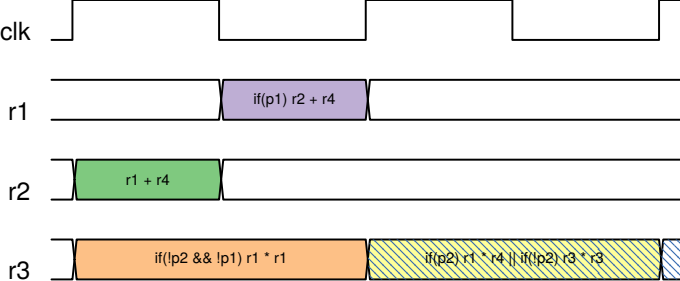 clk
r1
if(p1) r2 + r4
r2
r1 + r4
r3
if(!p2 && !p1) r1 * r1
if(p2) r1 * r4 || if(!p2) r3 * r3